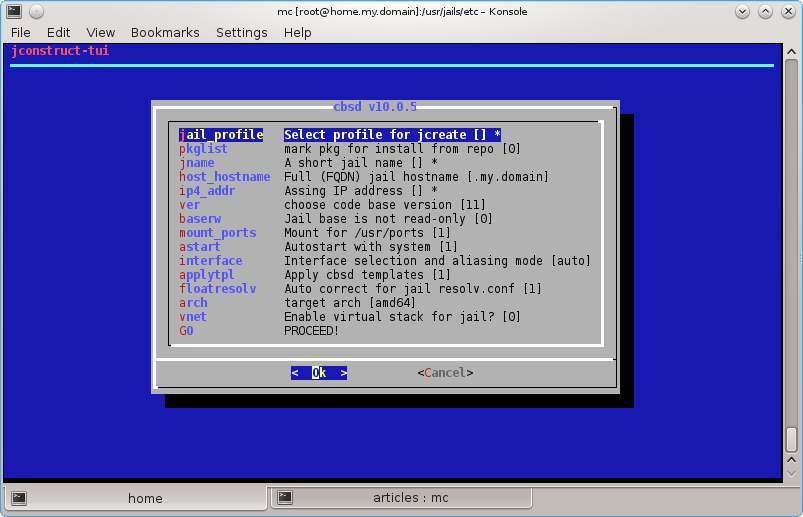 mc [root@home.my.domain]:/usr/jails/etc – Konsole
File Edit View Bookmarks Settings Help
jconstruct-tui
cbsd v10.0.5
jail_profile Select profile for jcreate [] *
pkglist mark pkg for install from repo [0]
jname A short jail name [] *
host_hostname Full (FQDN) jail hostname [.my.domain]
ip4_addr Assing IP address [] *
ver choose code base version [11]
baserw Jail base is not read-only [0]
mount_ports Mount for /usr/ports [1]
astart Autostart with system [1]
interface Interface selection and aliasing mode [auto]
applytpl Apply cbsd templates [1]
floatresolv Auto correct for jail resolv.conf [1]
arch target arch [amd64]
vnet Enable virtual stack for jail? [0]
GO PROCEED!
< Ok > <Cancel>
home articles : mc